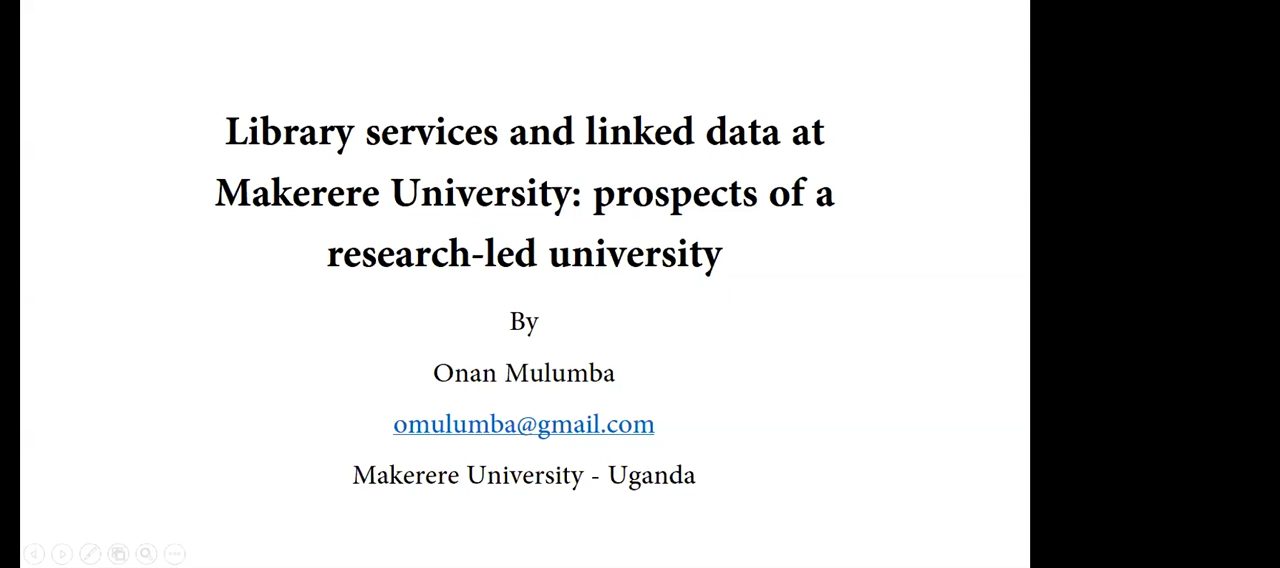 Library services and linked data at
Makerere University: prospects of a
research-led university
By
Onan Mulumba
omulumba@gmail.com
Makerere University - Uganda